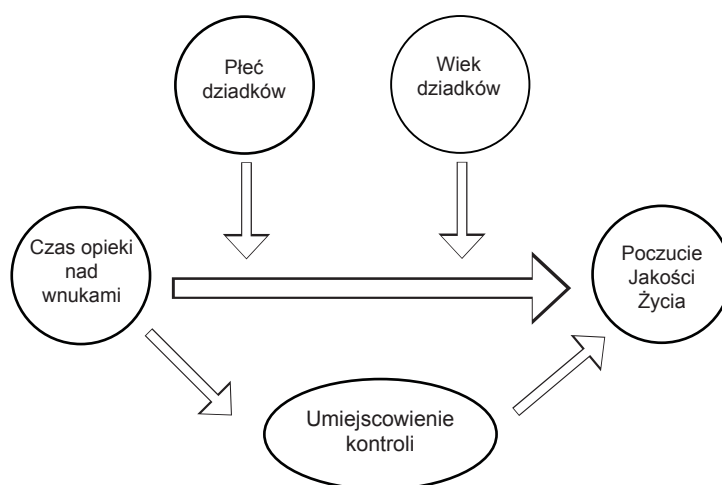 Płeć
dziadków
Wiek
dziadków
Czas opieki
nad
wnukami
Poczucie
Jakości
Życia
Umiejscowienie
kontroli